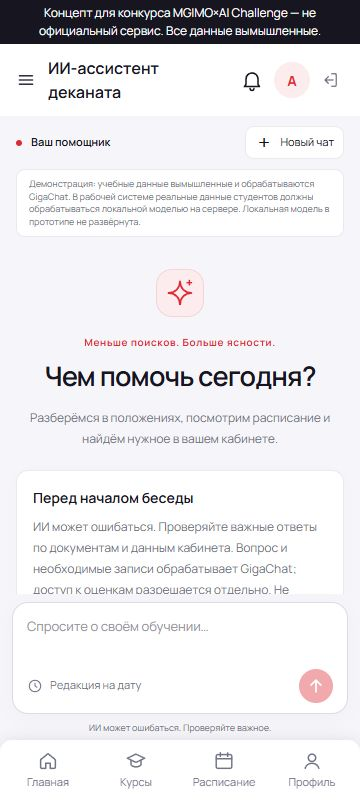 Концепт для конкурса MGIMO×AI Challenge — не
официальный сервис. Все данные вымышленные.
ИИ-ассистент
деканата
А
Ваш помощник
Новый чат
Демонстрация: учебные данные вымышленные и обрабатываются
GigaChat. В рабочей системе реальные данные студентов должны
обрабатываться локальной моделью на сервере. Локальная модель в
прототипе не развёрнута.
Меньше поисков. Больше ясности.
Чем помочь сегодня?
Разберёмся в положениях, посмотрим расписание и
найдём нужное в вашем кабинете.
Перед началом беседы
ИИ может ошибаться. Проверяйте важные ответы
по документам и данным кабинета. Вопрос и
необходимые записи обрабатывает GigaChat;
доступ к оценкам разрешается отдельно. Не
Спросите о своём обучении...
Редакция на дату
ИИ может ошибаться. Проверяйте важное.
Главная
Курсы
Расписание
Профиль